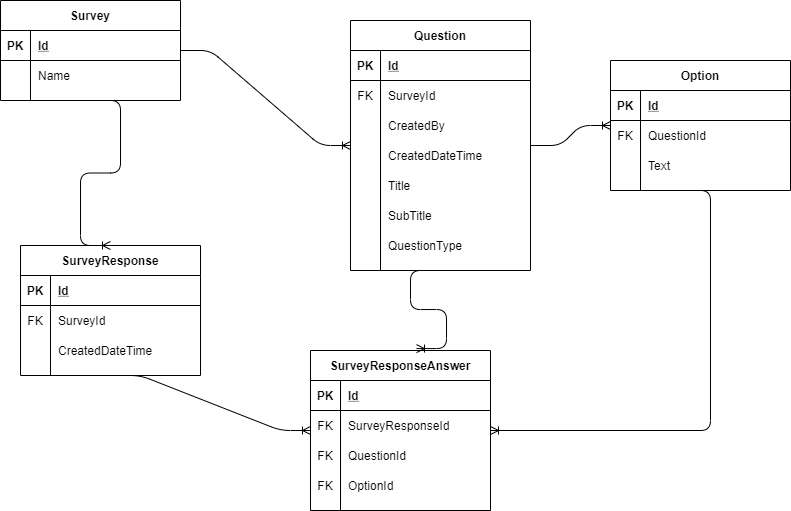 Survey
PK Id
Name
Question
PK Id
FK SurveyId
CreatedBy
CreatedDateTime
Title
SubTitle
QuestionType
Option
PK Id
FK QuestionId
Text
SurveyResponse
PK Id
FK SurveyId
CreatedDateTime
SurveyResponseAnswer
PK Id
FK SurveyResponseId
FK QuestionId
FK OptionId